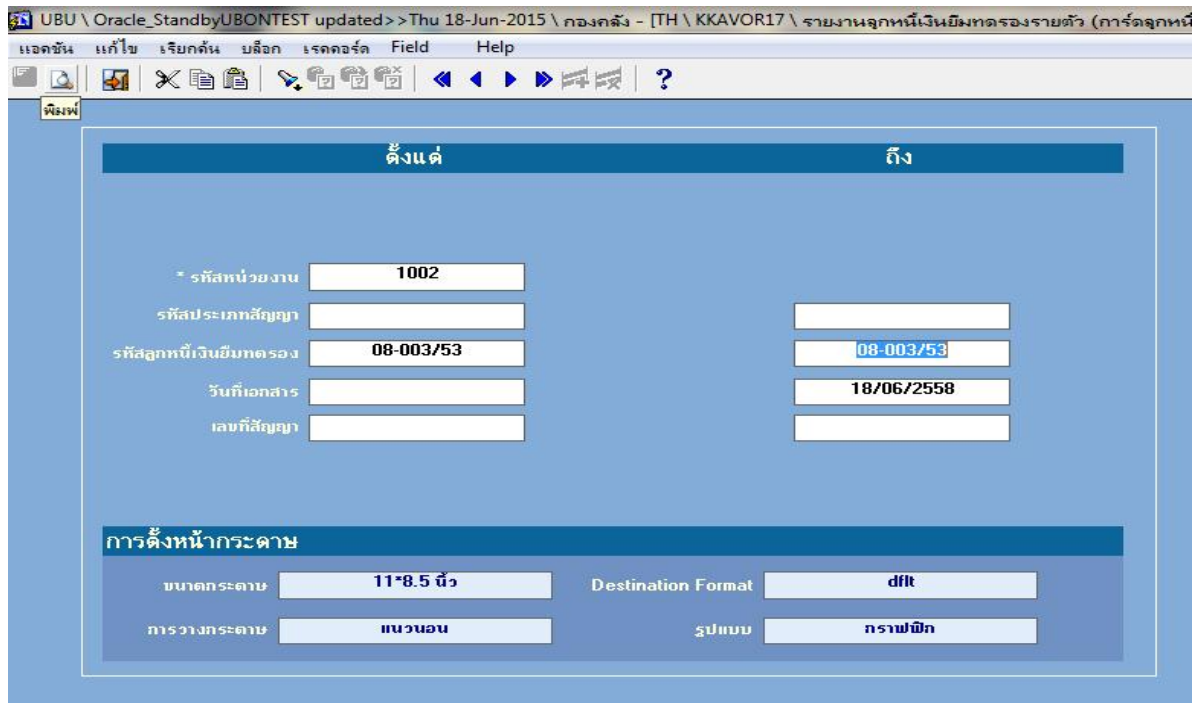 UBU \ Oracle_StandbyUBONTEST updated>>Thu 18-Jun-2015 \ กองคลัง - [TH \ KKAVOR17 \ รายงานลูกหนี้เงินยืมทดรองรายตัว (การ์ดลูกหนี้
แอคชัน แก้ไข เรียกค้น บล็อก เรคคอร์ด Field Help
พิมพ์
ตั้งแต่ ถึง
* รหัสหน่วยงาน 1002
รหัสประเภทสัญญา
รหัสลูกหนี้เงินยืมทดรอง 08-003/53 08-003/53
วันที่เอกสาร 18/06/2558
เลขที่สัญญา
การตั้งหน้ากระดาษ
ขนาดกระดาษ 11*8.5 นิ้ว Destination Format dflt
การวางกระดาษ แนวนอน รูปแบบ กราฟฟิก